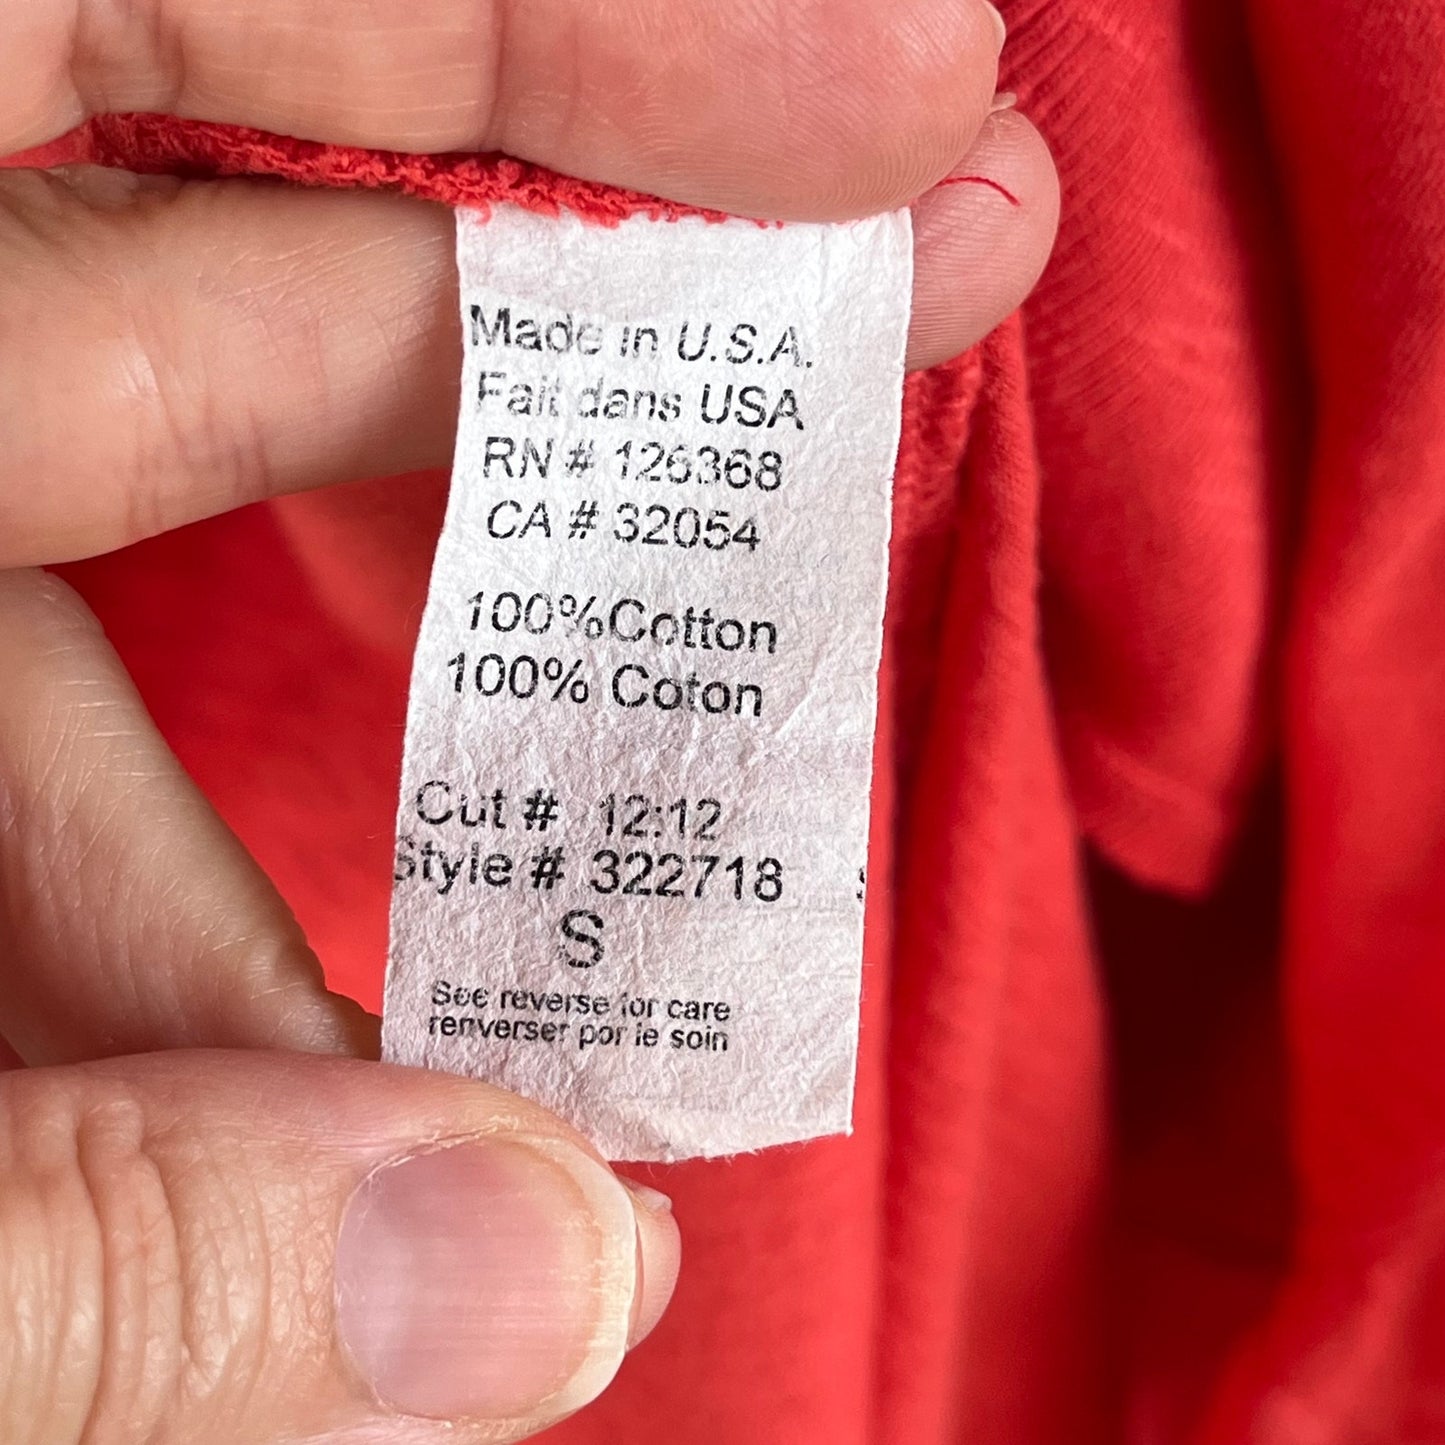 Made in U.S.A.
Fait dans USA
RN # 126368
CA # 32054
100%Cotton
100% Coton
Cut # 12:12
Style # 322718
S
See reverse for care
renverser por le soin